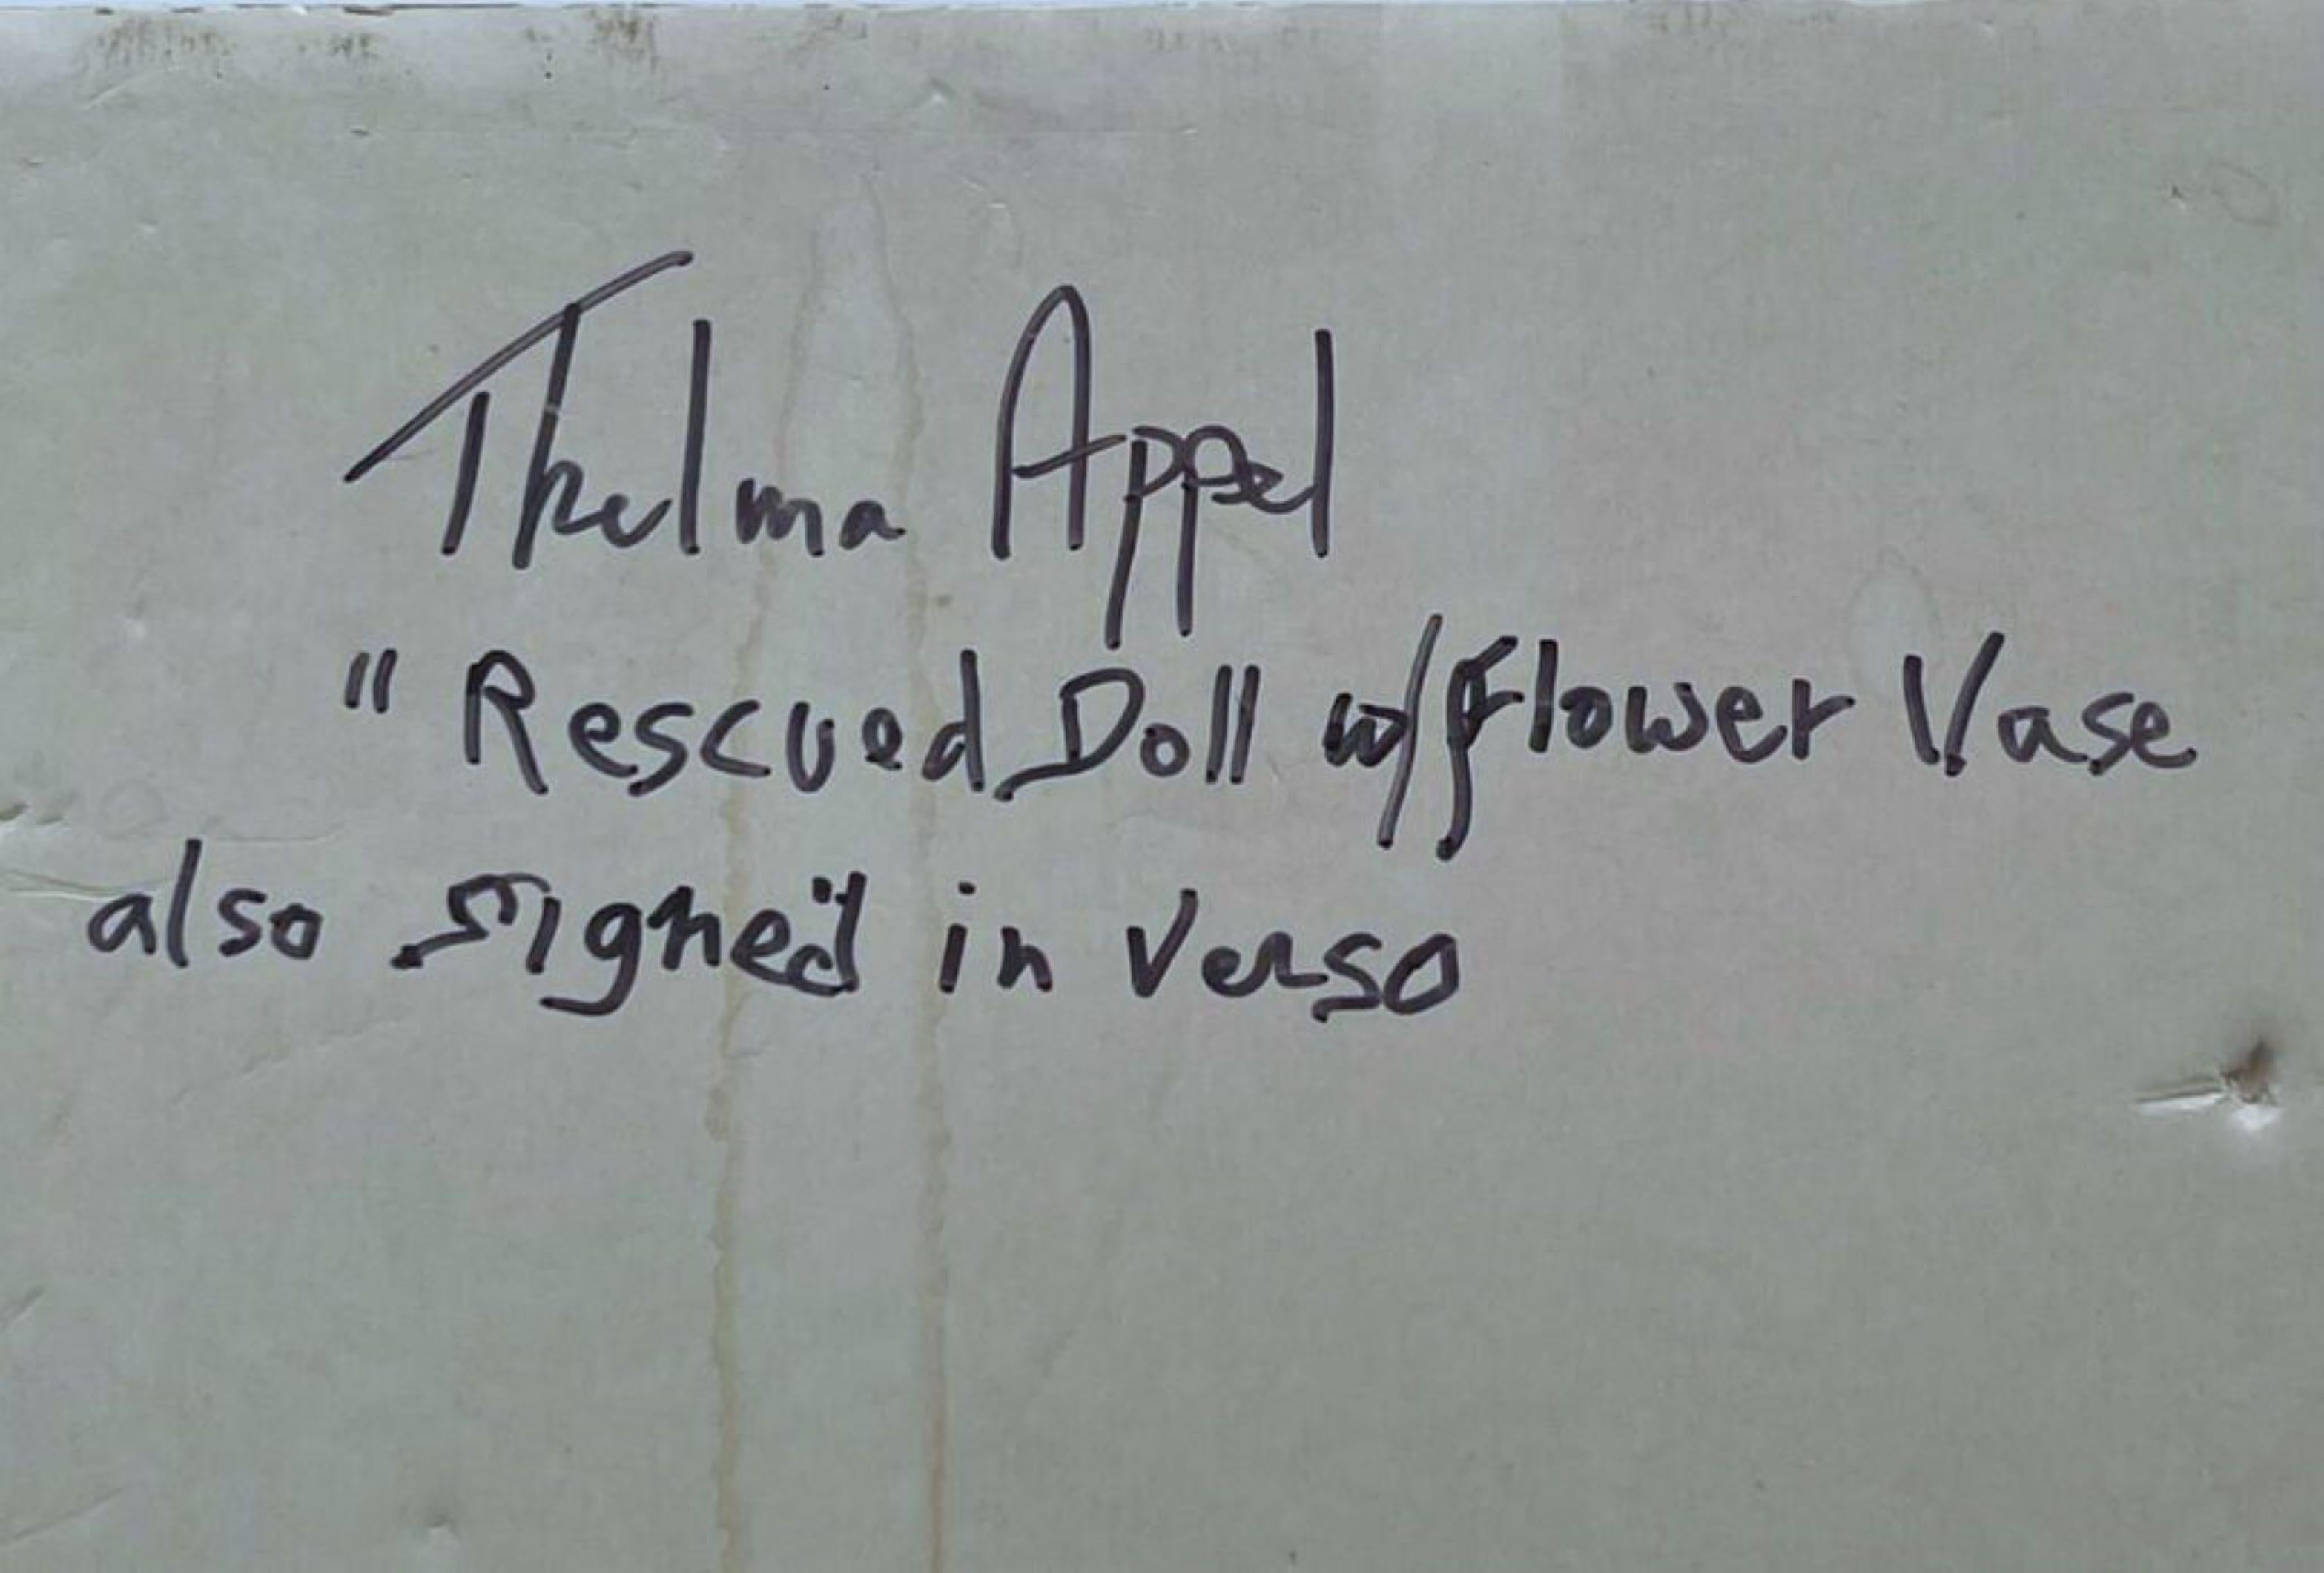 Thelma Appel
" Rescued Doll w/Flower Vase
also signed in Verso